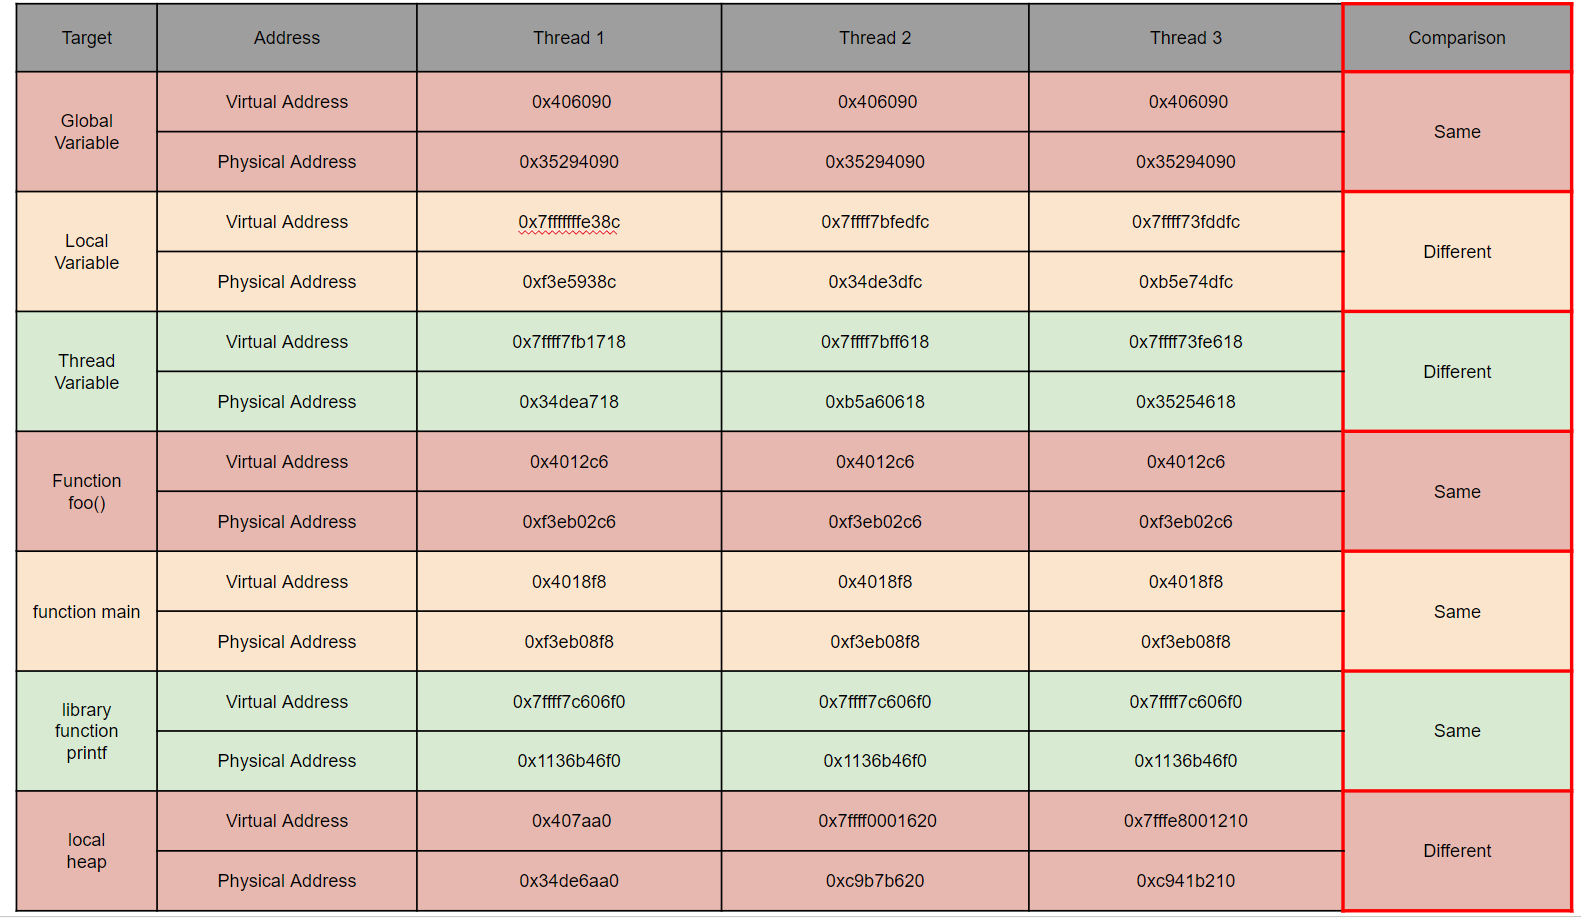 Target Address Thread 1 Thread 2 Thread 3 Comparison
Global
Variable
Virtual Address 0x406090 0x406090 0x406090
Physical Address 0x35294090 0x35294090 0x35294090
Same
Local
Variable
Virtual Address 0x7fffffffe38c 0x7ffff7bfedfc 0x7ffff73fddfc
Physical Address 0xf3e5938c 0x34de3dfc 0xb5e74dfc
Different
Thread
Variable
Virtual Address 0x7ffff7fb1718 0x7ffff7bff618 0x7ffff73fe618
Physical Address 0x34dea718 0xb5a60618 0x35254618
Different
Function
foo()
Virtual Address 0x4012c6 0x4012c6 0x4012c6
Physical Address 0xf3eb02c6 0xf3eb02c6 0xf3eb02c6
Same
function main
Virtual Address 0x4018f8 0x4018f8 0x4018f8
Physical Address 0xf3eb08f8 0xf3eb08f8 0xf3eb08f8
Same
library
function
printf
Virtual Address 0x7ffff7c606f0 0x7ffff7c606f0 0x7ffff7c606f0
Physical Address 0x1136b46f0 0x1136b46f0 0x1136b46f0
Same
local
heap
Virtual Address 0x407aa0 0x7ffff0001620 0x7fffe8001210
Physical Address 0x34de6aa0 0xc9b7b620 0xc941b210
Different